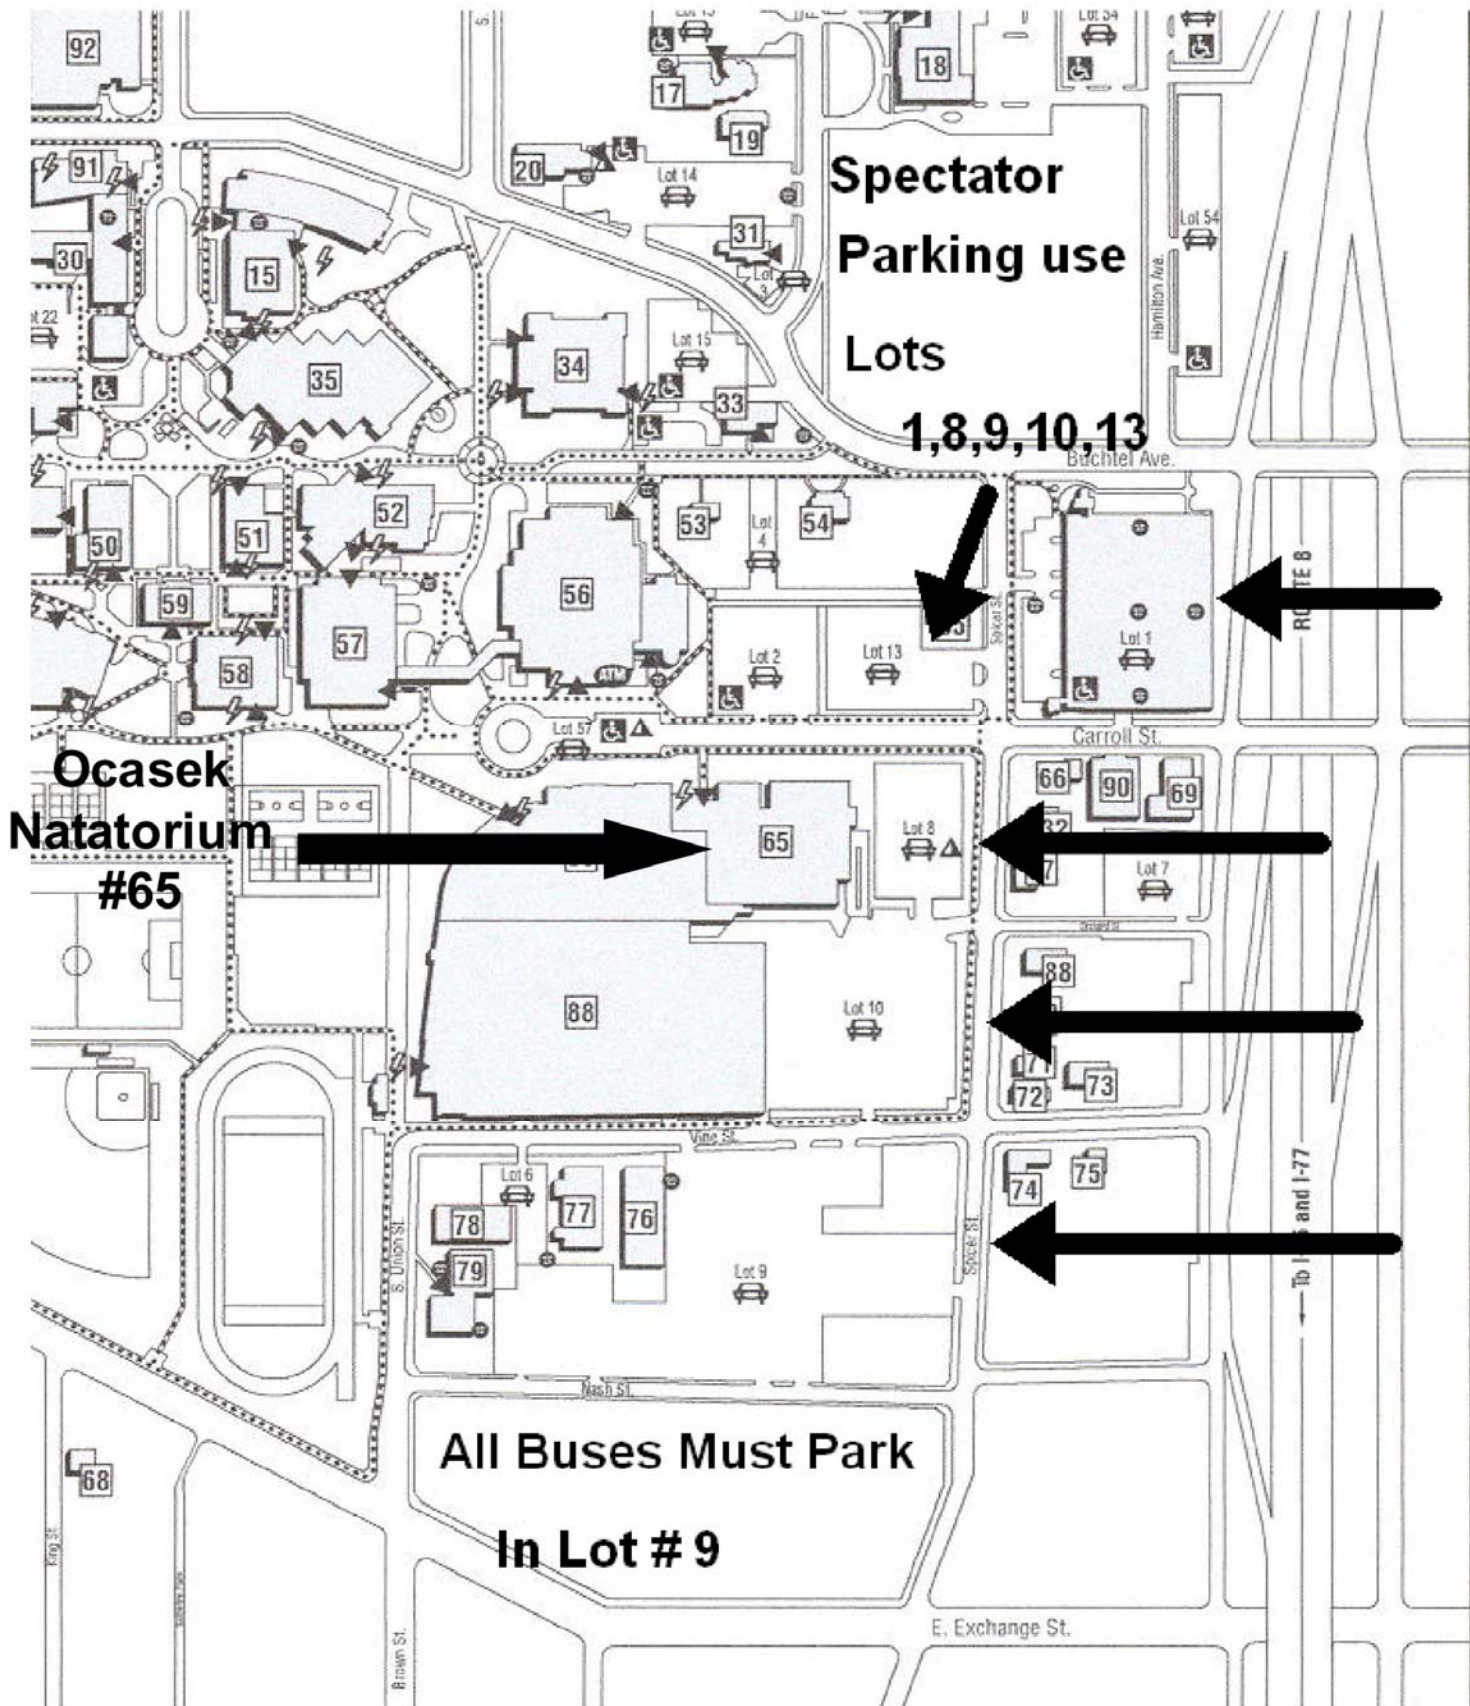 92
18
17
19
20
Lot 14
91
30
15
31
Lot
3
Lot 54
Hamilton Ave.
Spectator
Parking use
Lots
1,8,9,10,13
Buchtel Ave.
35
34
Lot 15
33
50
51
52
53
Lot
4
54
59
56
57
58
Lot 2
Lot 13
Spicer St.
Lot 1
ATM
Lot 57
Carroll St.
Ocasek
Natatorium
#65
65
Lot 8
66
90
69
Lot 7
88
88
Lot 10
72
73
Vine St.
Lot 6
78
77
76
79
S. Union St.
Lot 9
Spicer St.
74
75
Nash St.
All Buses Must Park
In Lot # 9
68
King St.
Brown St.
E. Exchange St.